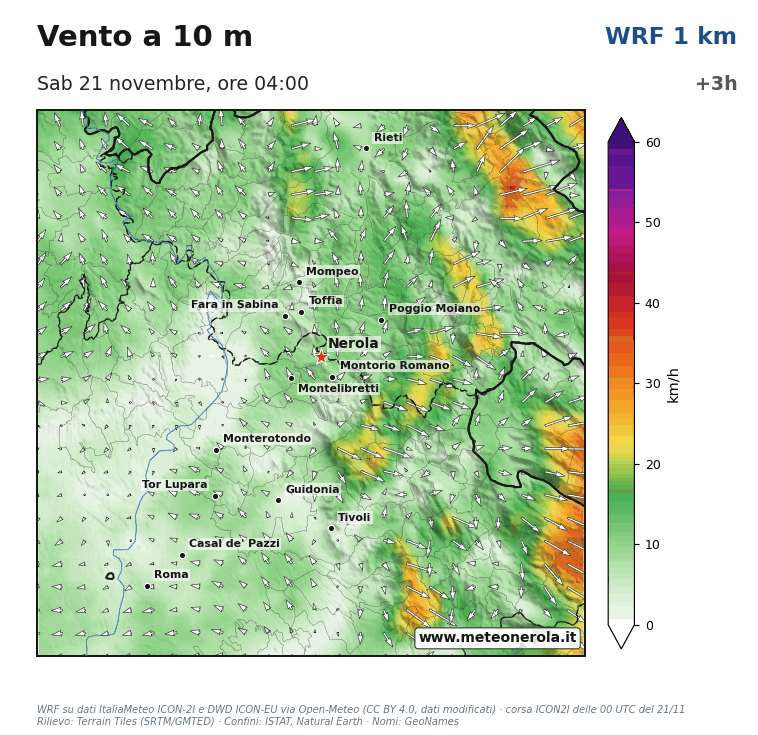 Vento a 10 m
WRF 1 km
Sab 21 novembre, ore 04:00
+3h
Rieti
Mompeo
Fara in Sabina
Toffia
Poggio Moiano
Nerola
Montorio Romano
Montelibretti
Monterotondo
Tor Lupara
Guidonia
Tivoli
Casal de' Pazzi
Roma
www.meteonerola.it
60
50
40
30
20
10
0
km/h
WRF su dati ItaliaMeteo ICON-2I e DWD ICON-EU via Open-Meteo (CC BY 4.0, dati modificati) · corsa ICON2I delle 00 UTC del 21/11
Rilievo: Terrain Tiles (SRTM/GMTED) · Confini: ISTAT, Natural Earth · Nomi: GeoNames